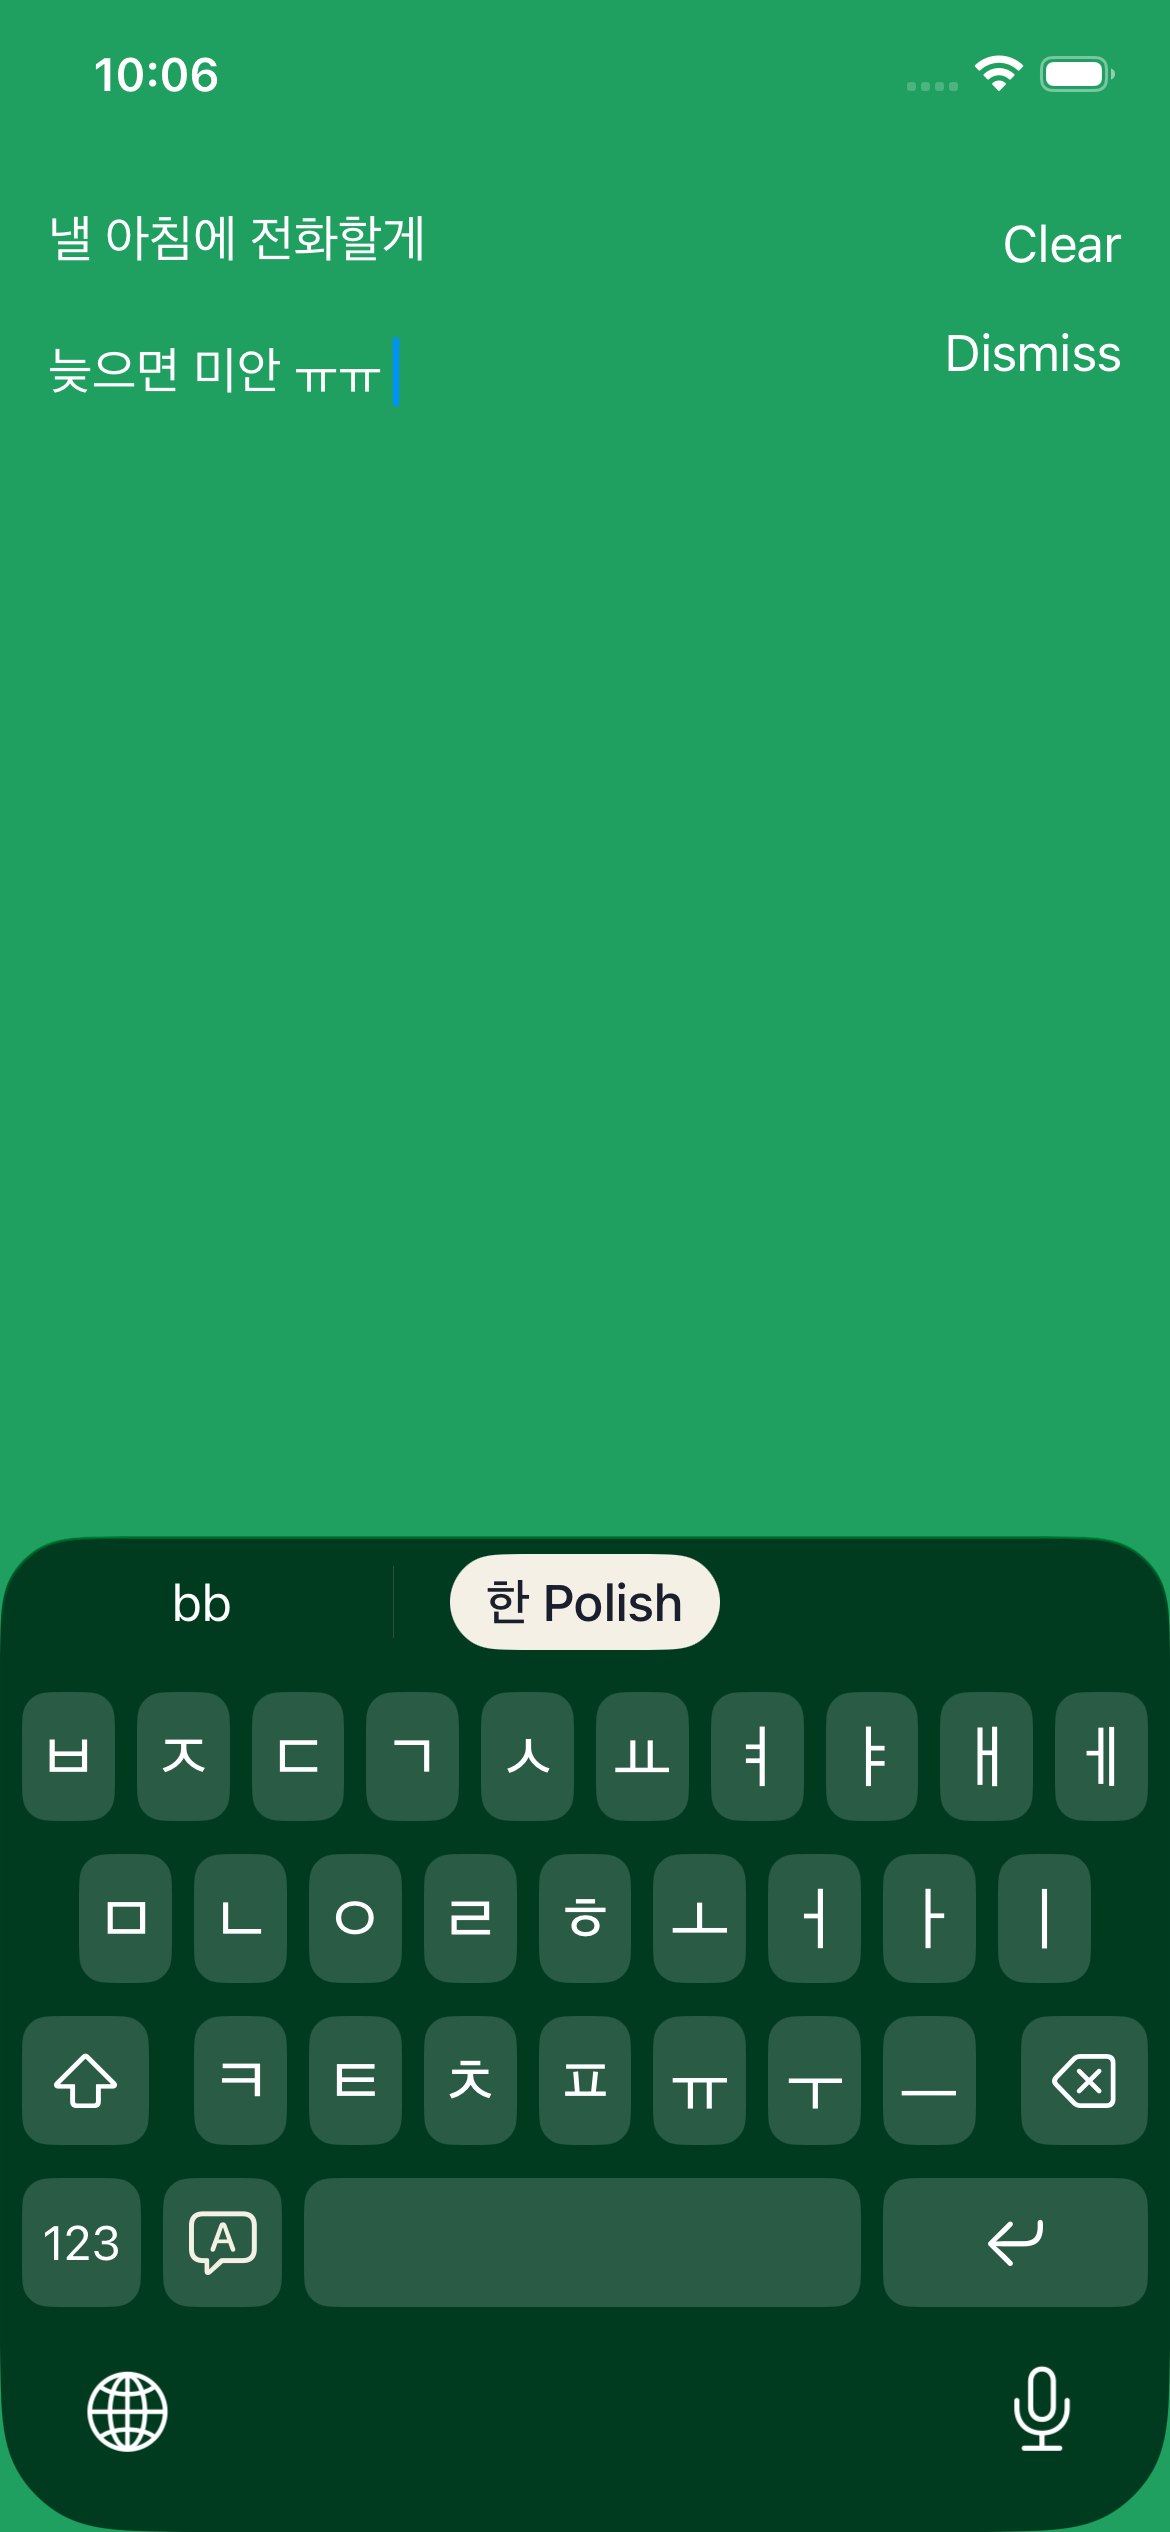 10:06
낼 아침에 전화할게
Clear
늦으면 미안 ㅠㅠ
Dismiss
bb
한 Polish
ㅂ ㅈ ㄷ ㄱ ㅅ ㅛ ㅕ ㅑ ㅐ ㅔ
ㅁ ㄴ ㅇ ㄹ ㅎ ㅗ ㅓ ㅏ ㅣ
ㅋ ㅌ ㅊ ㅍ ㅠ ㅜ ㅡ
123 A